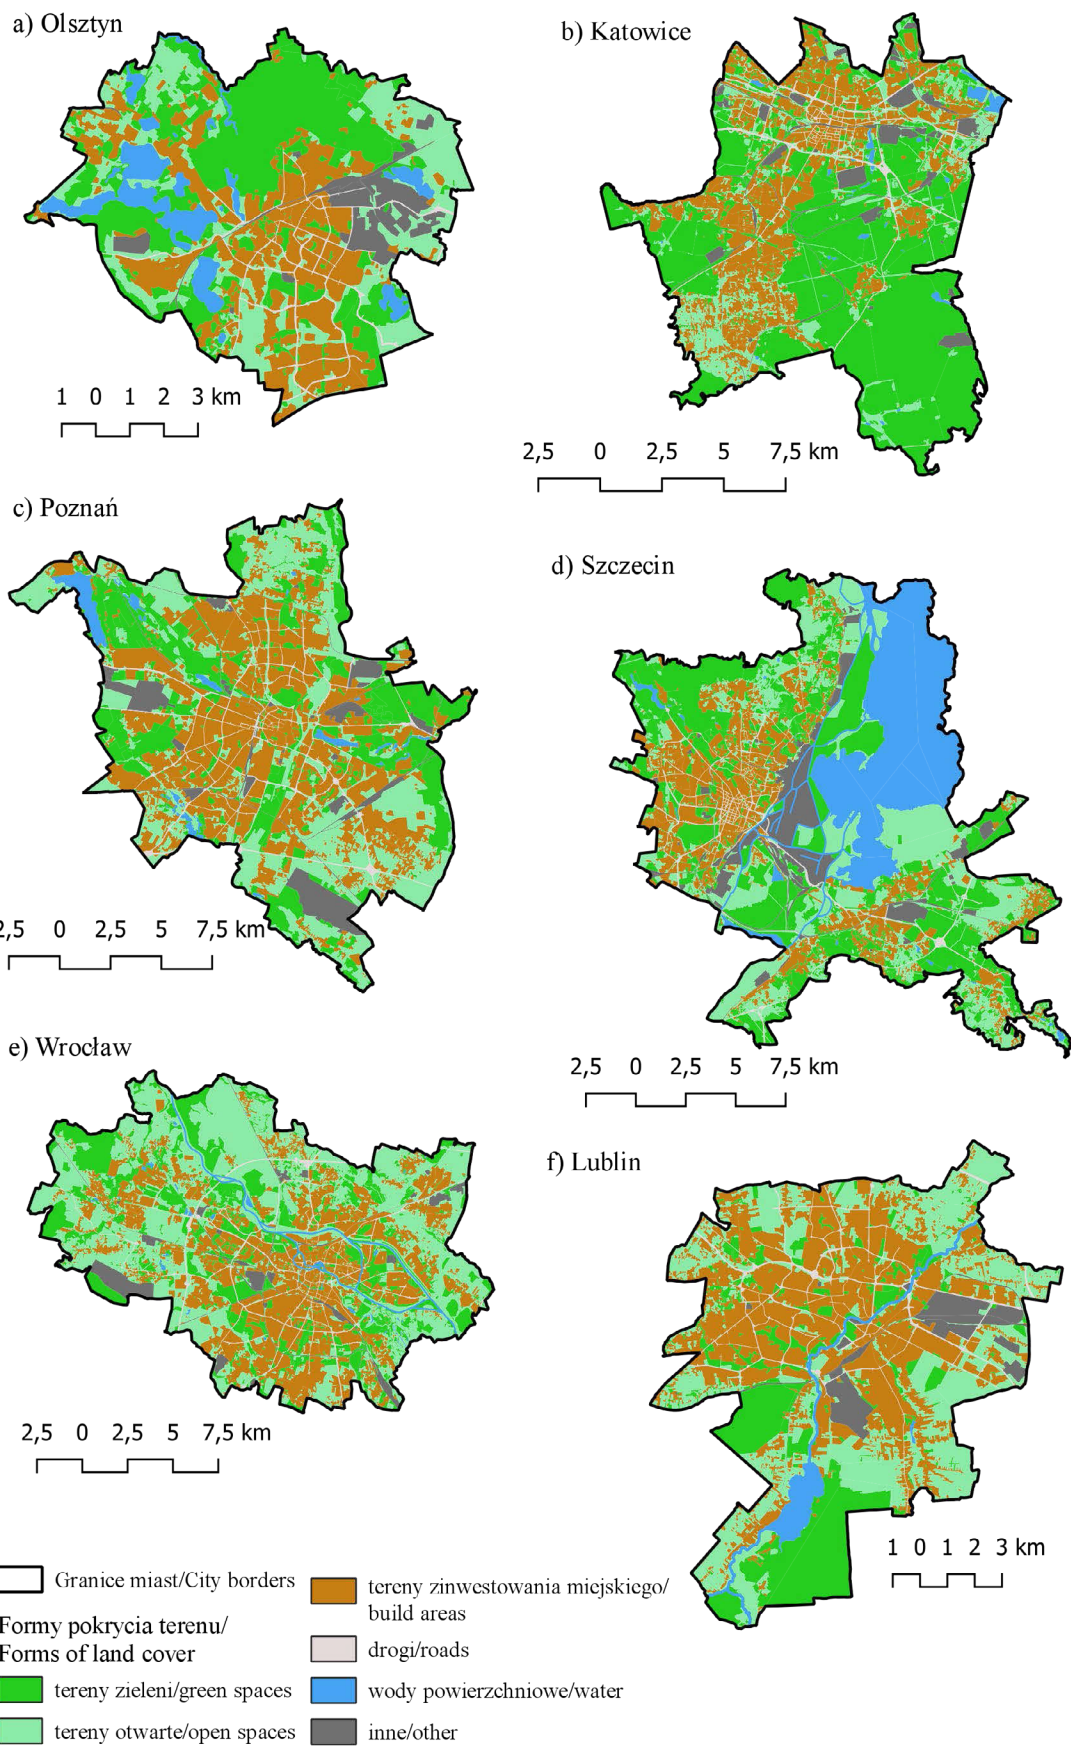 a) Olsztyn
b) Katowice
1 0 1 2 3 km
2,5 0 2,5 5 7,5 km
c) Poznań
d) Szczecin
2,5 0 2,5 5 7,5 km
e) Wrocław
2,5 0 2,5 5 7,5 km
f) Lublin
2,5 0 2,5 5 7,5 km
1 0 1 2 3 km
Granice miast/City borders
Formy pokrycia terenu/
Forms of land cover
tereny zieleni/green spaces
tereny otwarte/open spaces
tereny zinwestowania miejskiego/
build areas
drogi/roads
wody powierzchniowe/water
inne/other